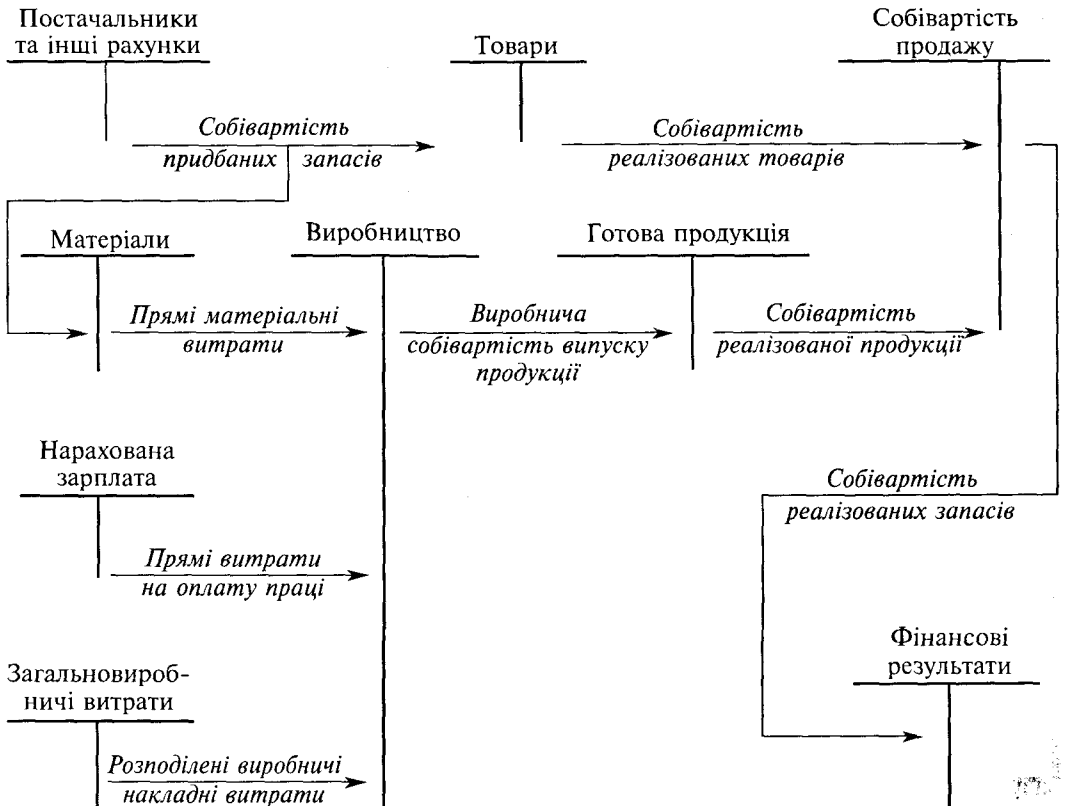 Постачальники
та інші рахунки
Товари
Собівартість
продажу
Собівартість
придбаних запасів
Собівартість
реалізованих товарів
Матеріали
Виробництво
Готова продукція
Прямі матеріальні
витрати
Виробнича
собівартість випуску
продукції
Собівартість
реалізованої продукції
Нарахована
зарплата
Собівартість
реалізованих запасів
Прямі витрати
на оплату праці
Фінансові
результати
Загальновироб-
ничі витрати
Розподілені виробничі
накладні витрати